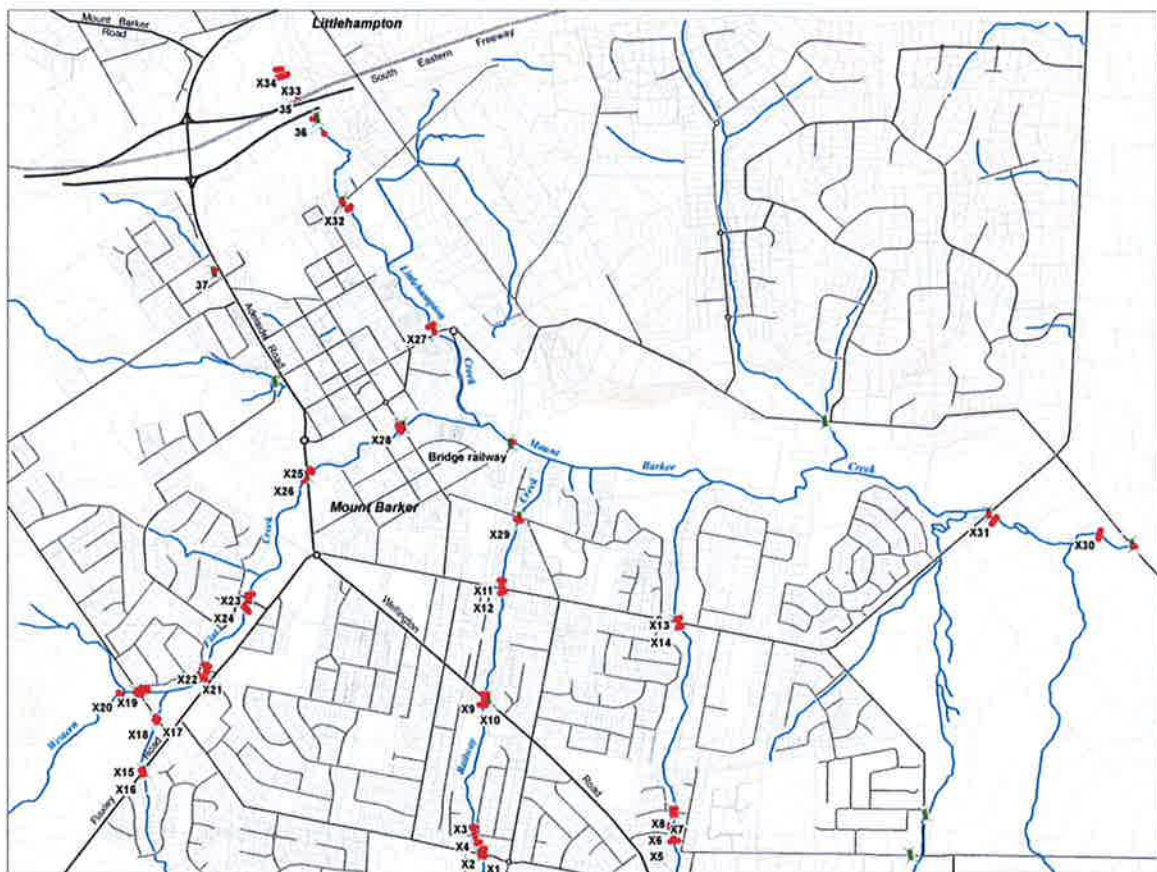 Littlehampton
Mount Barker
Road
South Eastern Freeway
X34
X33
35
36
X32
37
Littlehampton
Creek
Adelaide Road
X27
X28
Bridge railway
Mount
Barker
Creek
X25
X26
Mount Barker
Creek
X29
X31
X30
X11
X12
X23
X24
Flat
Wellington
Road
X13
X14
X22
X21
X20
X19
X9
X10
Western
X18
X17
Railway
Road
X15
X16
Flaxley
X3
X4
X2
X1
X8
X7
X6
X5